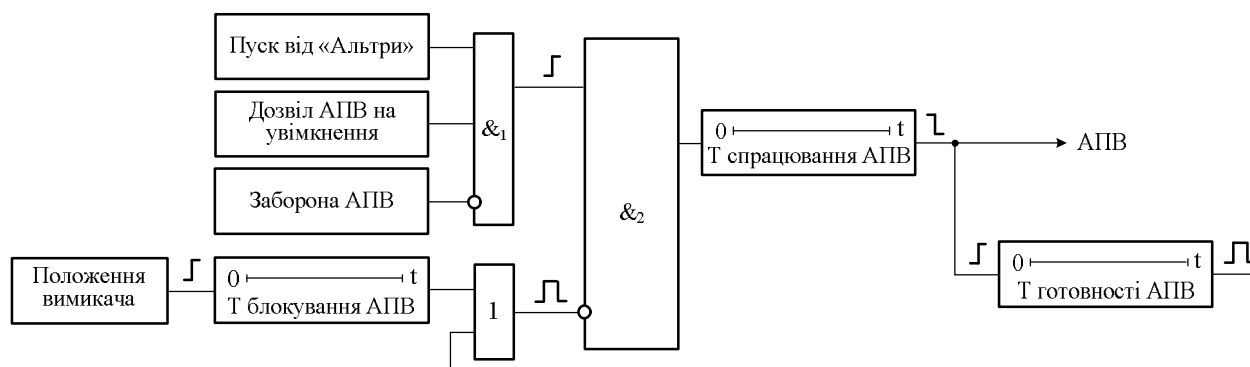 Пуск від «Альтри»
Дозвіл АПВ на
увімкнення
Заборона АПВ
&₁
&₂
0 t
Т спрацювання АПВ
АПВ
Положення
вимикача
0 t
Т блокування АПВ
1
0 t
Т готовності АПВ